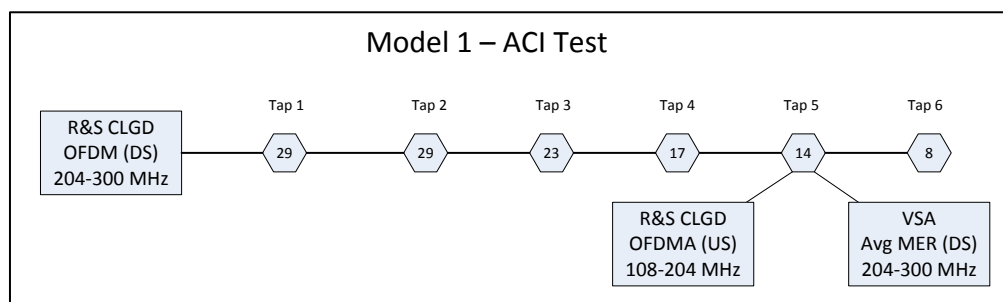 Model 1 – ACI Test
Tap 1
Tap 2
Tap 3
Tap 4
Tap 5
Tap 6
R&S CLGD
OFDM (DS)
204-300 MHz
29
29
23
17
14
8
R&S CLGD
OFDMA (US)
108-204 MHz
VSA
Avg MER (DS)
204-300 MHz